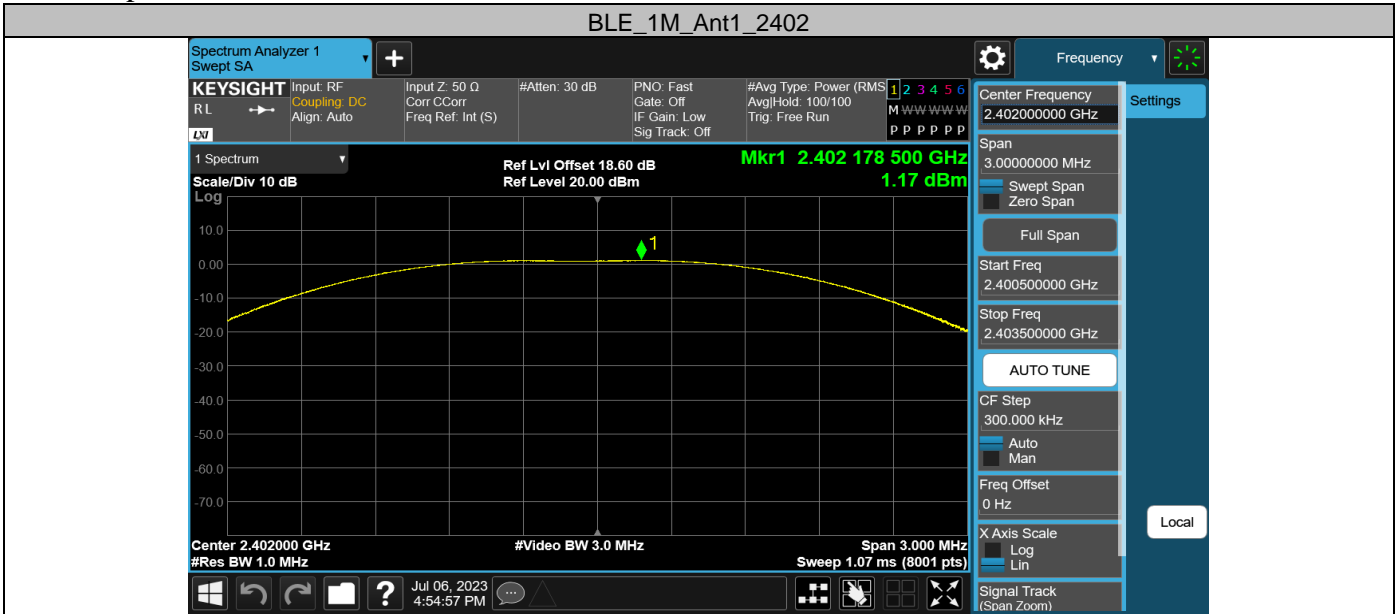 BLE_1M_Ant1_2402
Spectrum Analyzer 1
Swept SA
Frequency
KEYSIGHT
R L
LXI
Input: RF
Coupling: DC
Align: Auto
Input Z: 50 Ω
Corr CCorr
Freq Ref: Int (S)
#Atten: 30 dB
PNO: Fast
Gate: Off
IF Gain: Low
Sig Track: Off
#Avg Type: Power (RMS
Avg|Hold: 100/100
Trig: Free Run
1 2 3 4 5 6
M W W W W W
P P P P P P
1 Spectrum
Scale/Div 10 dB
Ref Lvl Offset 18.60 dB
Ref Level 20.00 dBm
Mkr1 2.402 178 500 GHz
1.17 dBm
Log
10.0
0.00
-10.0
-20.0
-30.0
-40.0
-50.0
-60.0
-70.0
1
Center 2.402000 GHz
#Res BW 1.0 MHz
#Video BW 3.0 MHz
Span 3.000 MHz
Sweep 1.07 ms (8001 pts)
?
Jul 06, 2023
4:54:57 PM
Center Frequency
2.402000000 GHz
Span
3.00000000 MHz
Swept Span
Zero Span
Full Span
Start Freq
2.400500000 GHz
Stop Freq
2.403500000 GHz
AUTO TUNE
CF Step
300.000 kHz
Auto
Man
Freq Offset
0 Hz
X Axis Scale
Log
Lin
Signal Track
(Span Zoom)
Settings
Local